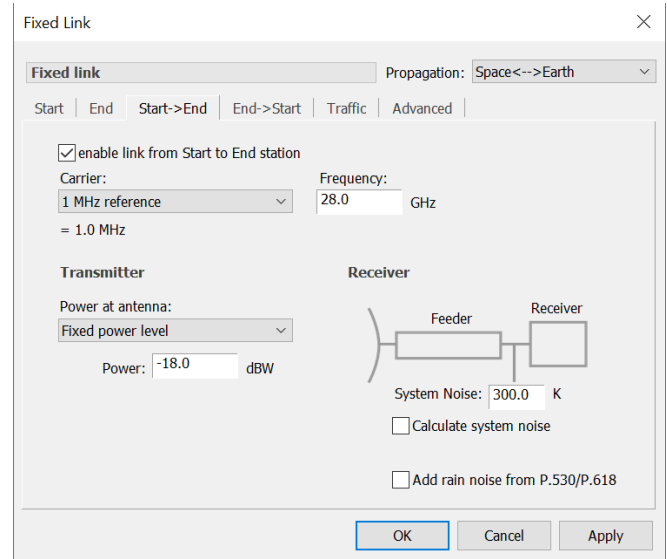 Fixed Link
Fixed link Propagation: Space<-->Earth
Start End Start->End End->Start Traffic Advanced
enable link from Start to End station
Carrier: Frequency:
1 MHz reference 28.0 GHz
= 1.0 MHz
Transmitter Receiver
Power at antenna:
Fixed power level
Power: -18.0 dBW
Feeder Receiver
System Noise: 300.0 K
Calculate system noise
Add rain noise from P.530/P.618
OK Cancel Apply